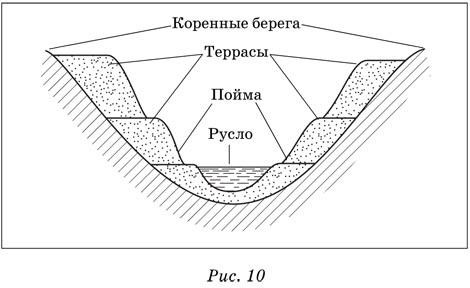 Коренные берега
Террасы
Пойма
Русло
Рис. 10